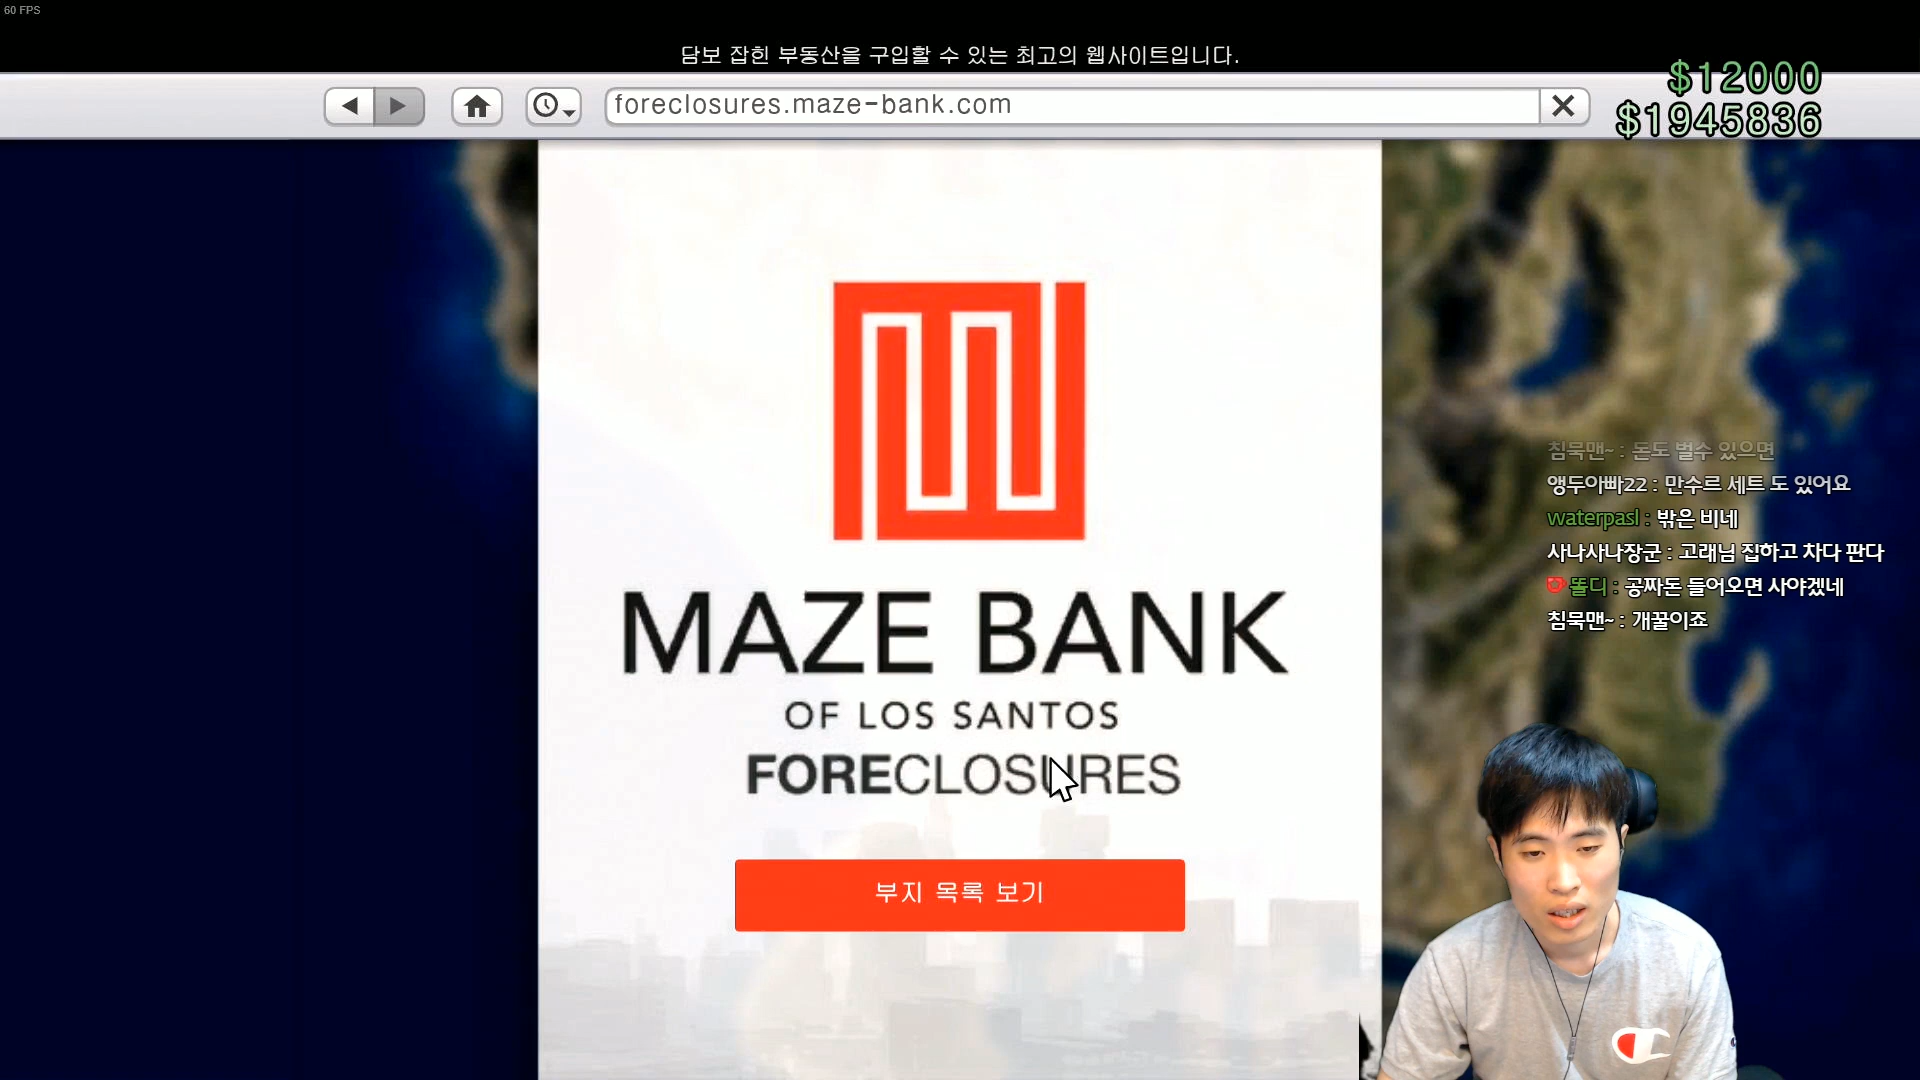 60 FPS
담보 잡힌 부동산을 구입할 수 있는 최고의 웹사이트입니다.
$12000
foreclosures.maze-bank.com
$1945836
MAZE BANK
OF LOS SANTOS
FORECLOSURES
부지 목록 보기
침묵맨~ : 돈도 벌수 있으면
앵두아빠22 : 만수르 세트 도 있어요
waterpasl : 밖은 비네
사나사나장군 : 고래님 집하고 차다 판다
똘디 : 공짜돈 들어오면 사야겠네
침묵맨~ : 개꿀이죠